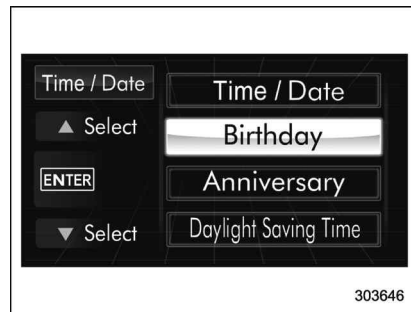 Time / Date
▲ Select
ENTER
▼ Select
Time / Date
Birthday
Anniversary
Daylight Saving Time
303646